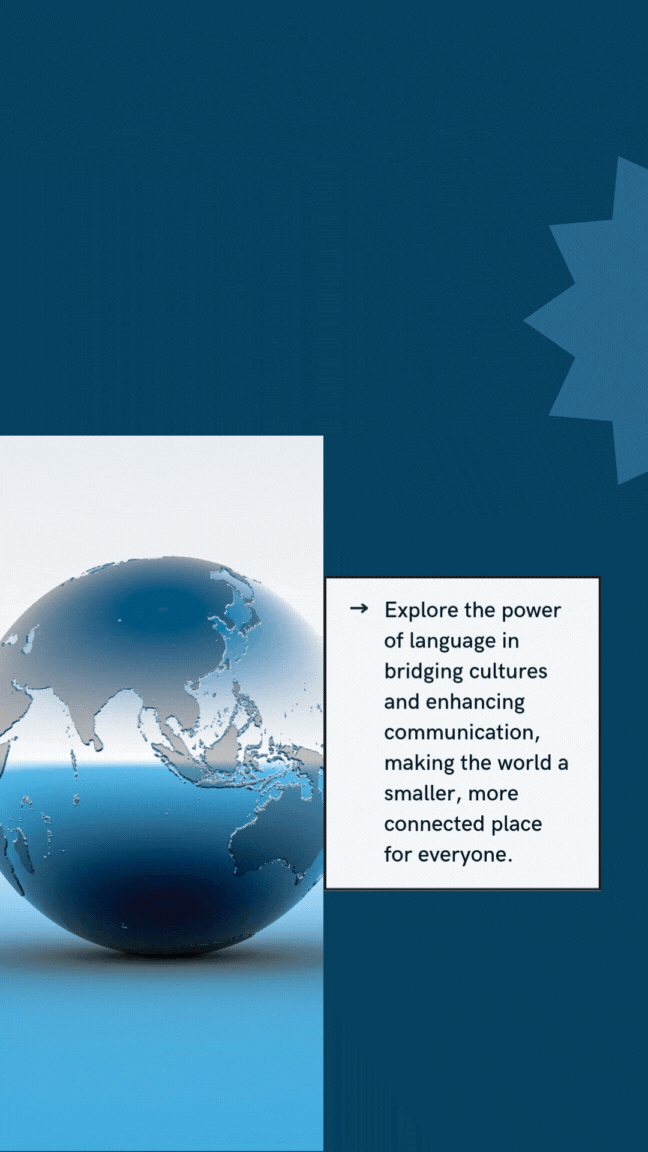 → Explore the power
of language in
bridging cultures
and enhancing
communication,
making the world a
smaller, more
connected place
for everyone.